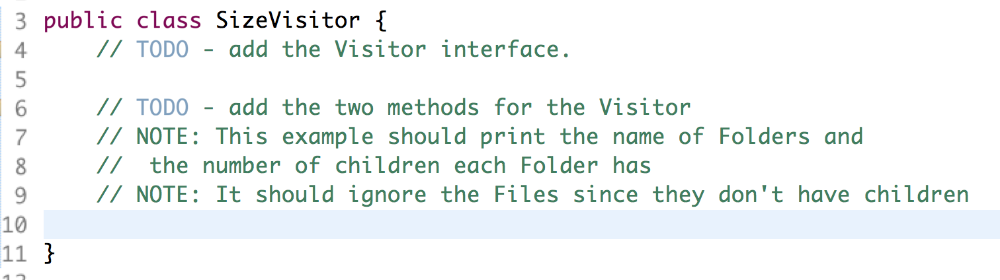 3 public class SizeVisitor {
4 // TODO - add the Visitor interface.
5
6 // TODO - add the two methods for the Visitor
7 // NOTE: This example should print the name of Folders and
8 //  the number of children each Folder has
9 // NOTE: It should ignore the Files since they don't have children
10
11 }